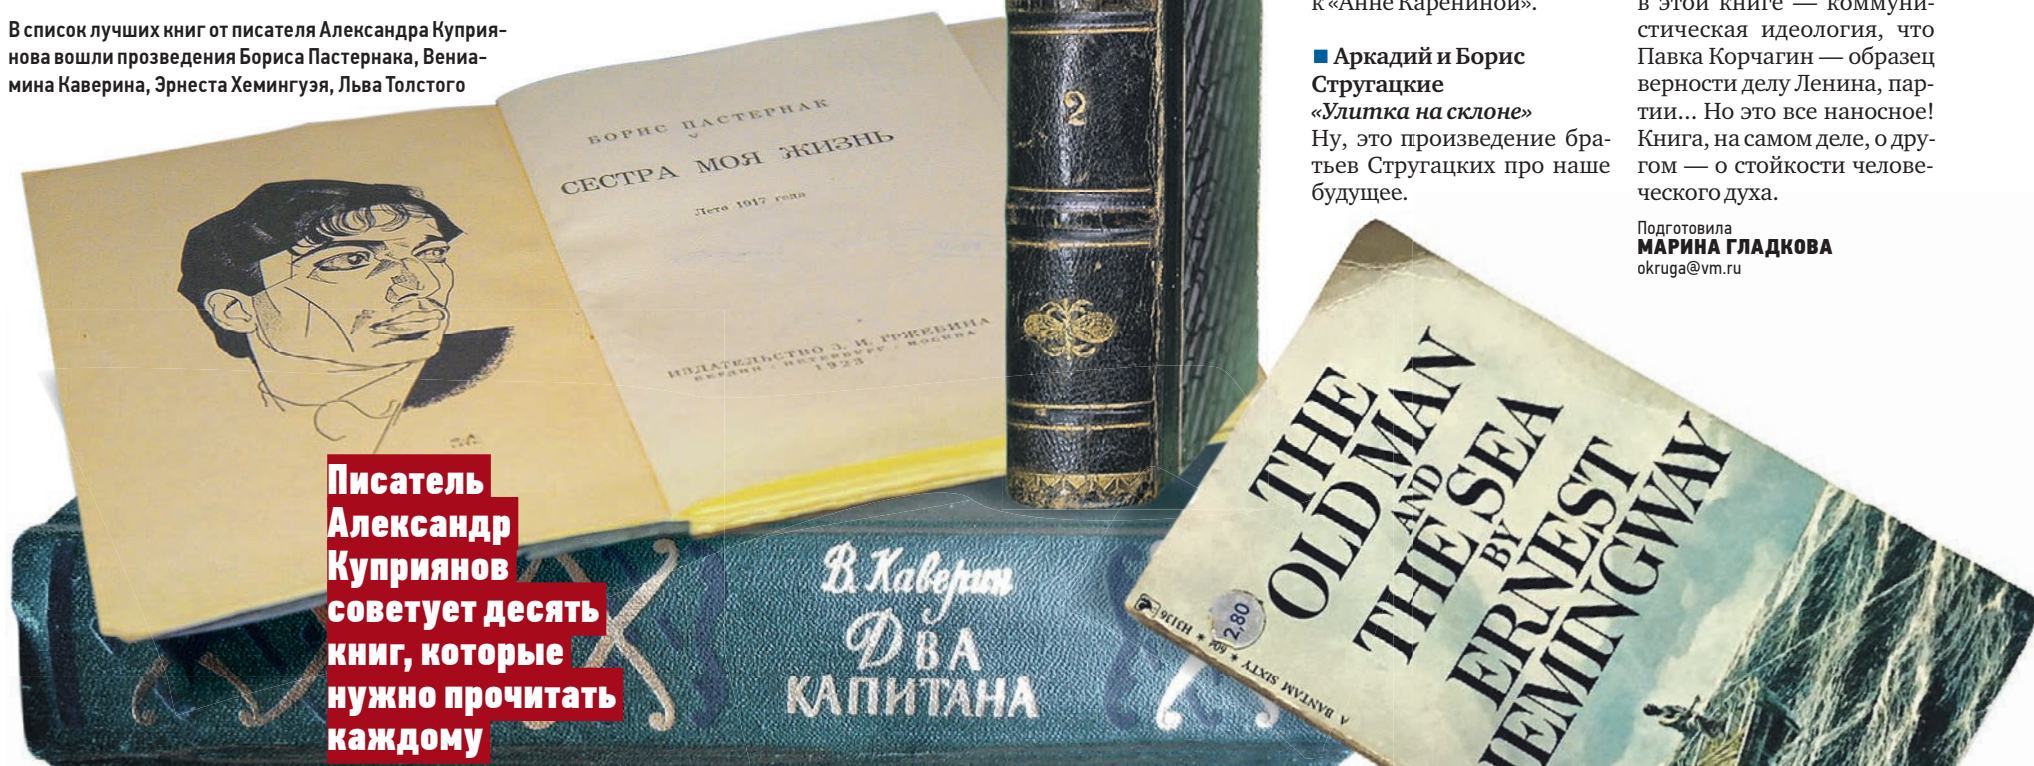 В список лучших книг от писателя Александра Куприя-
нова вошли прозведения Бориса Пастернака, Вениа-
мина Каверина, Эрнеста Хемингуэя, Льва Толстого
БОРИС ПАСТЕРНАК
СЕСТРА МОЯ ЖИЗНЬ
Лето 1917 года
ИЗДАТЕЛЬСТВО З. И. ГРЖЕБИНА
БЕРЛИН · ПЕТЕРБУРГ · МОСКВА
1923
2
Писатель
Александр
Куприянов
советует десять
книг, которые
нужно прочитать
каждому
В. Каверин
ДВА
КАПИТАНА
к «Анне Карениной».
■ Аркадий и Борис
Стругацкие
«Улитка на склоне»
Ну, это произведение бра-
тьев Стругацких про наше
будущее.
в этой книге — коммуни-
стическая идеология, что
Павка Корчагин — образец
верности делу Ленина, пар-
тии... Но это все наносное!
Книга, на самом деле, о дру-
гом — о стойкости челове-
ческого духа.
Подготовила
МАРИНА ГЛАДКОВА
okruga@vm.ru
THE
OLD MAN
AND
THE SEA
BY
ERNEST
HEMINGWAY
2,80
A BANTAM SIXTY ★ 60¢ ★ H3136